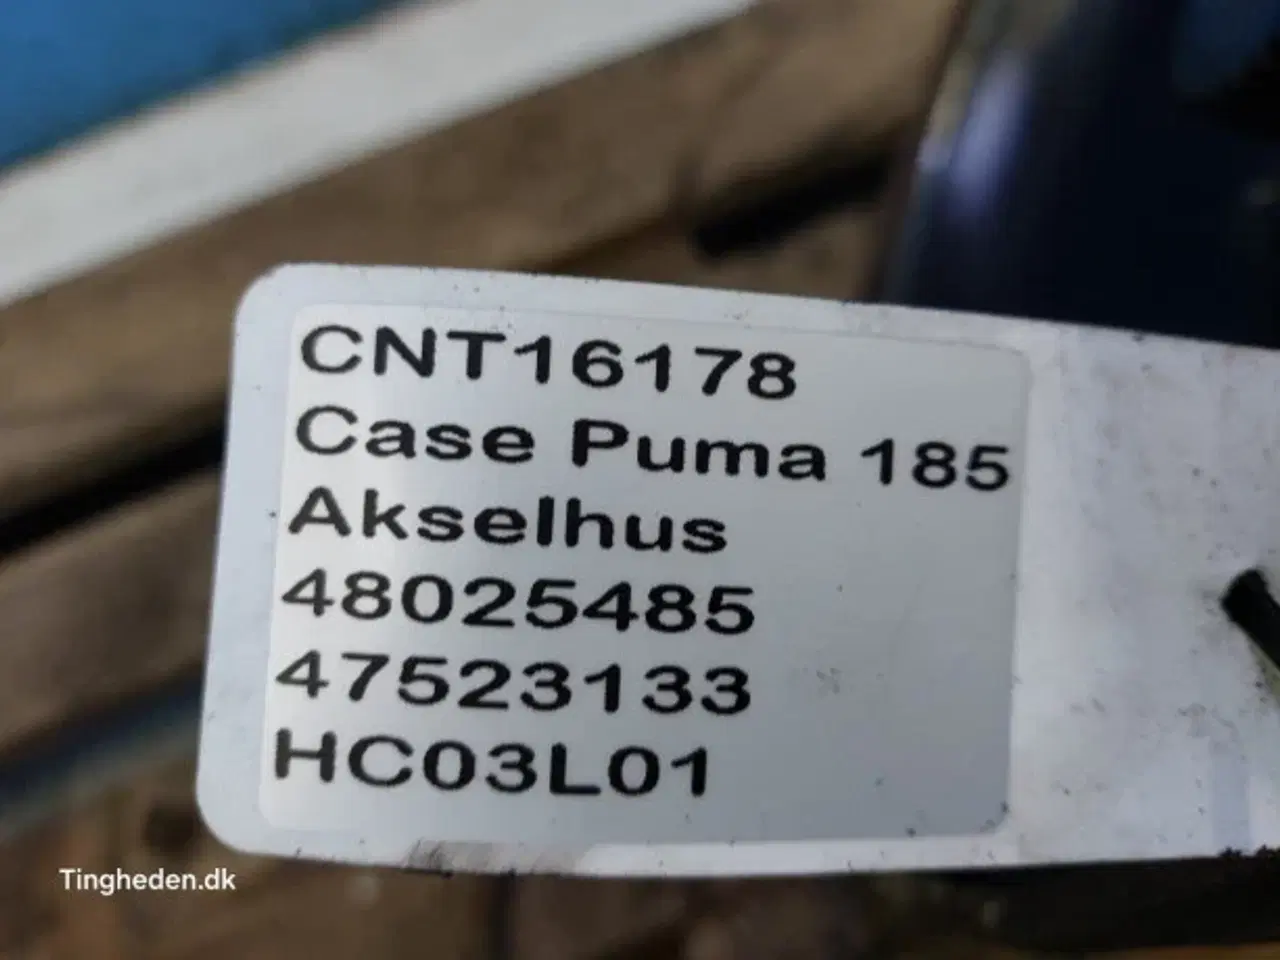 CNT16178
Case Puma 185
Akselhus
48025485
47523133
HC03L01
Tingheden.dk